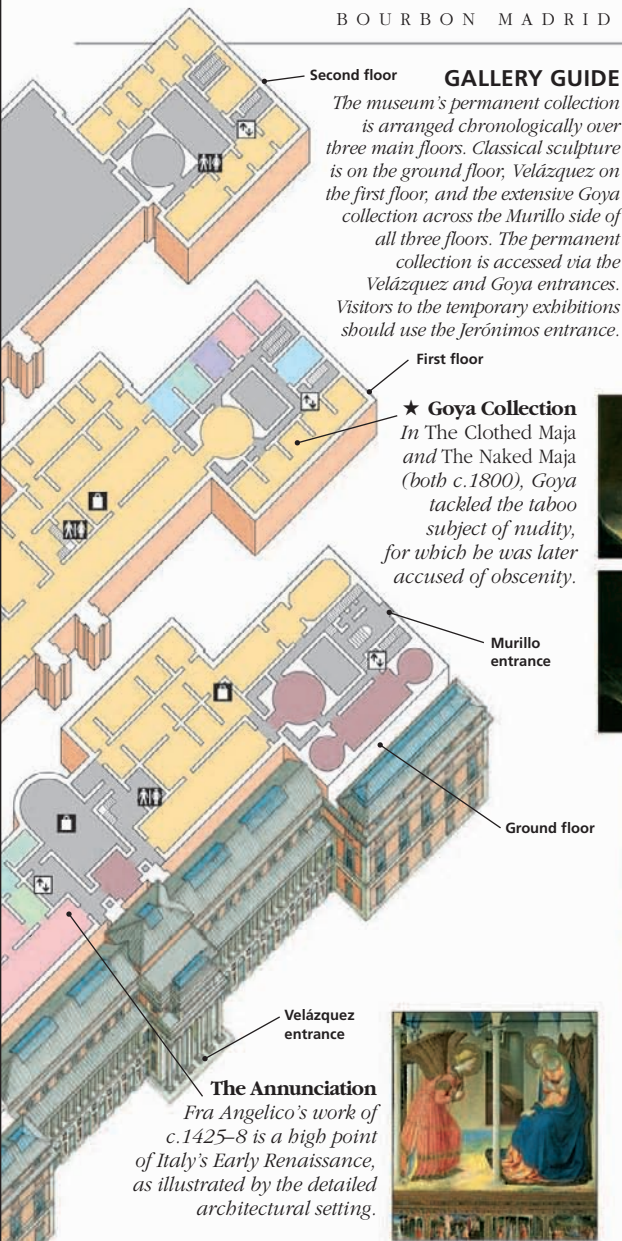 BOURBON MADRID
Second floor
GALLERY GUIDE
The museum's permanent collection
is arranged chronologically over
three main floors. Classical sculpture
is on the ground floor, Velázquez on
the first floor, and the extensive Goya
collection across the Murillo side of
all three floors. The permanent
collection is accessed via the
Velázquez and Goya entrances.
Visitors to the temporary exhibitions
should use the Jerónimos entrance.
First floor
★ Goya Collection
In The Clothed Maja
and The Naked Maja
(both c.1800), Goya
tackled the taboo
subject of nudity,
for which he was later
accused of obscenity.
Murillo
entrance
Ground floor
Velázquez
entrance
The Annunciation
Fra Angelico's work of
c.1425–8 is a high point
of Italy's Early Renaissance,
as illustrated by the detailed
architectural setting.